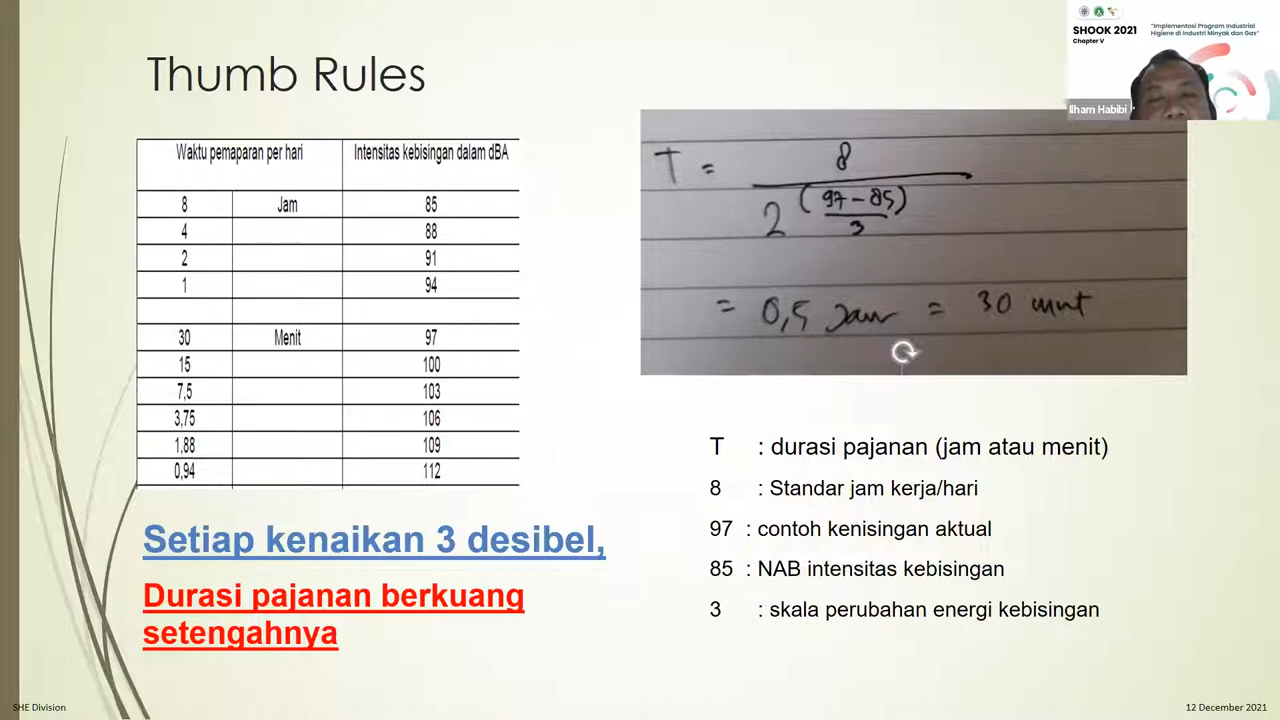 SHOOK 2021
Chapter V
"Implementasi Program Industrial
Higiene di Industri Minyak dan Gas"
Ilham Habibi
Thumb Rules
Waktu pemaparan per hari Intensitas kebisingan dalam dBA
8 Jam 85
4 88
2 91
1 94
30 Menit 97
15 100
7,5 103
3,75 106
1,88 109
0,94 112
Setiap kenaikan 3 desibel,
Durasi pajanan berkuang
setengahnya
T = 8
2 (97-85)
3
= 0,5 Jam = 30 mnt
T : durasi pajanan (jam atau menit)
8 : Standar jam kerja/hari
97 : contoh kenisingan aktual
85 : NAB intensitas kebisingan
3 : skala perubahan energi kebisingan
SHE Division
12 December 2021